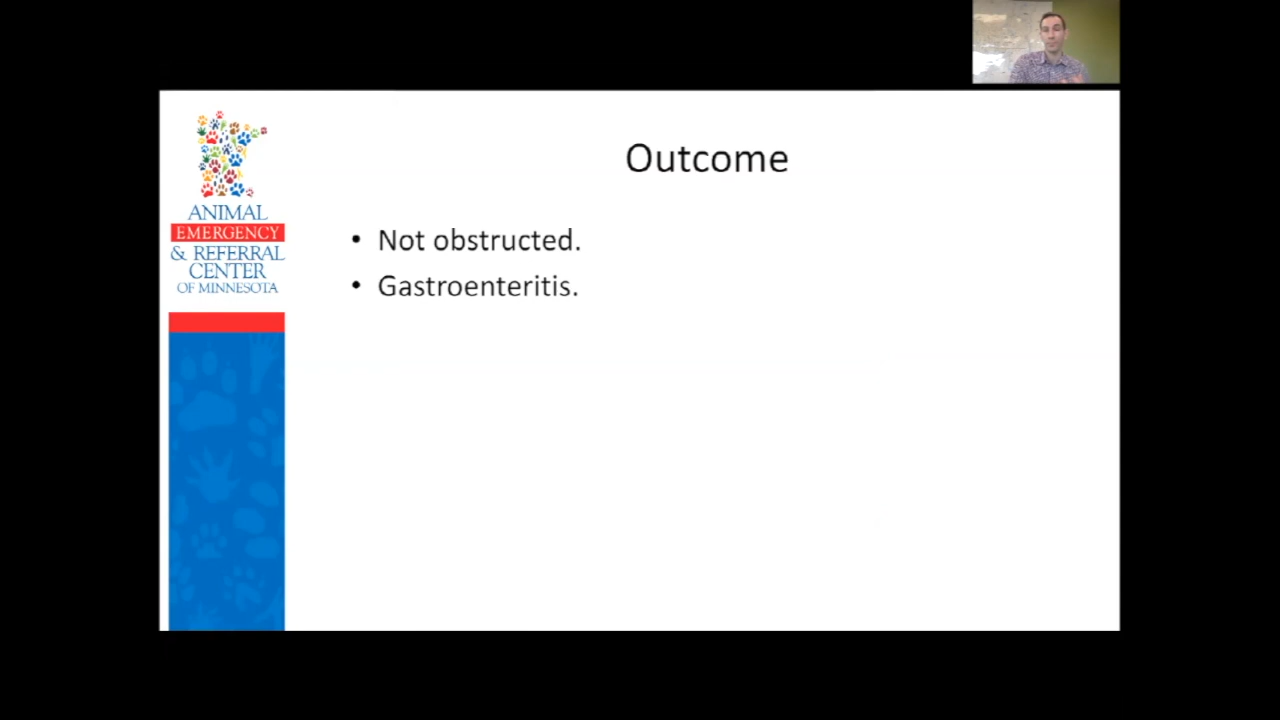 Outcome
ANIMAL
EMERGENCY
& REFERRAL
CENTER
OF MINNESOTA
• Not obstructed.
• Gastroenteritis.